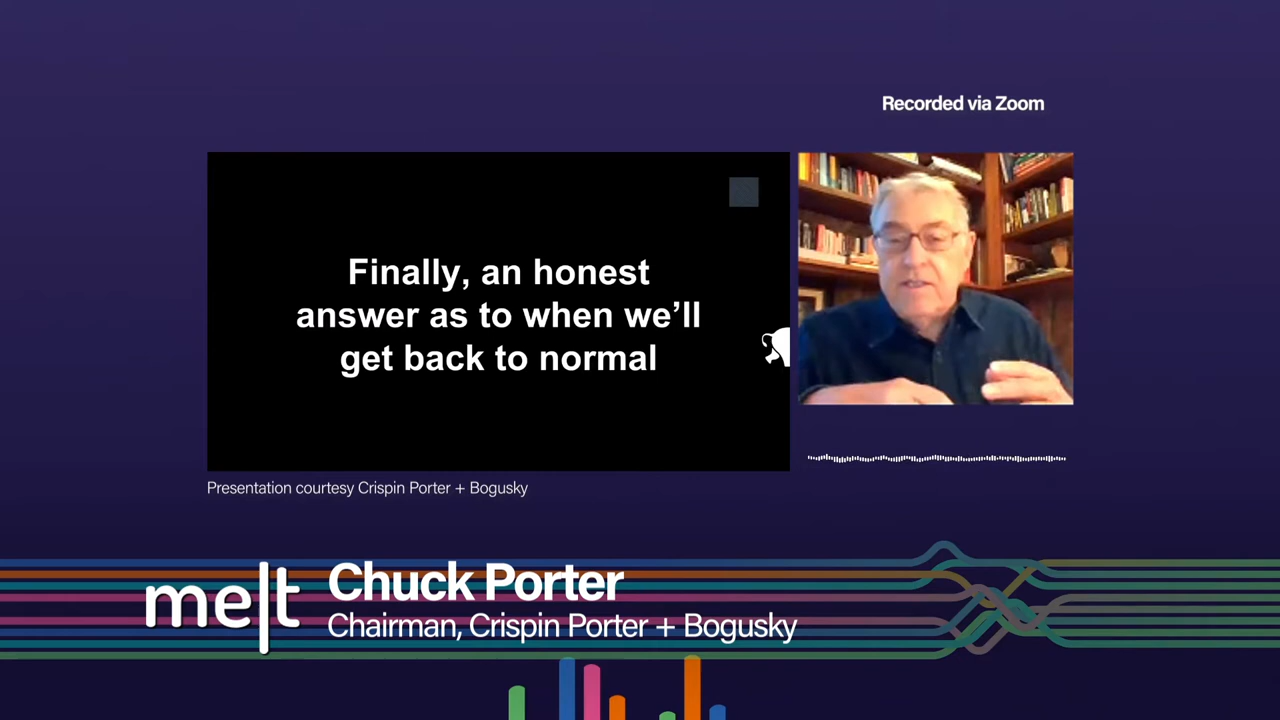 Recorded via Zoom
Finally, an honest
answer as to when we’ll
get back to normal
Presentation courtesy Crispin Porter + Bogusky
melt
Chuck Porter
Chairman, Crispin Porter + Bogusky